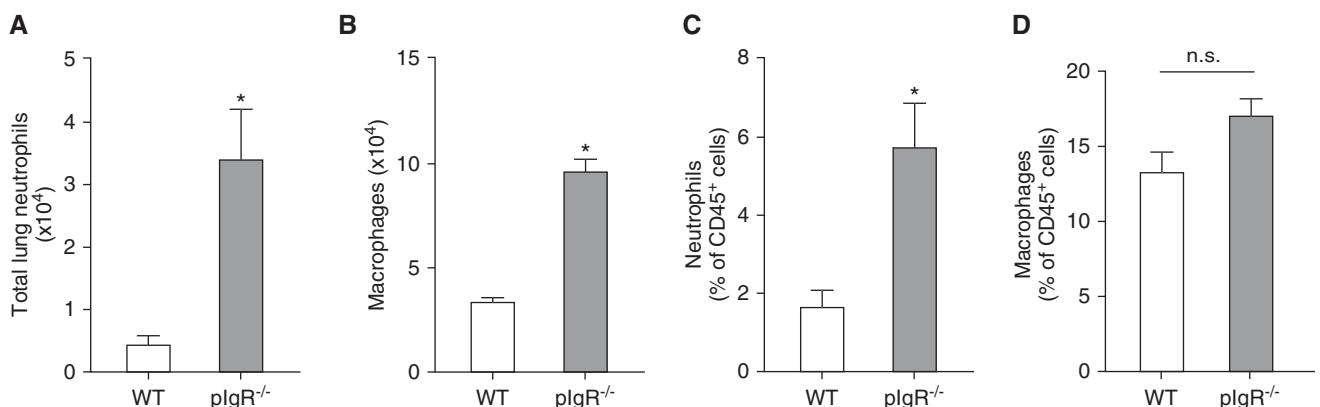 A
B
C
D
Total lung neutrophils
(x10⁴)
5
4
3
2
1
0
*
WT
pIgR⁻/⁻
Macrophages (x10⁴)
15
10
5
0
*
WT
pIgR⁻/⁻
Neutrophils
(% of CD45⁺ cells)
8
6
4
2
0
*
WT
pIgR⁻/⁻
Macrophages
(% of CD45⁺ cells)
20
15
10
5
0
n.s.
WT
pIgR⁻/⁻